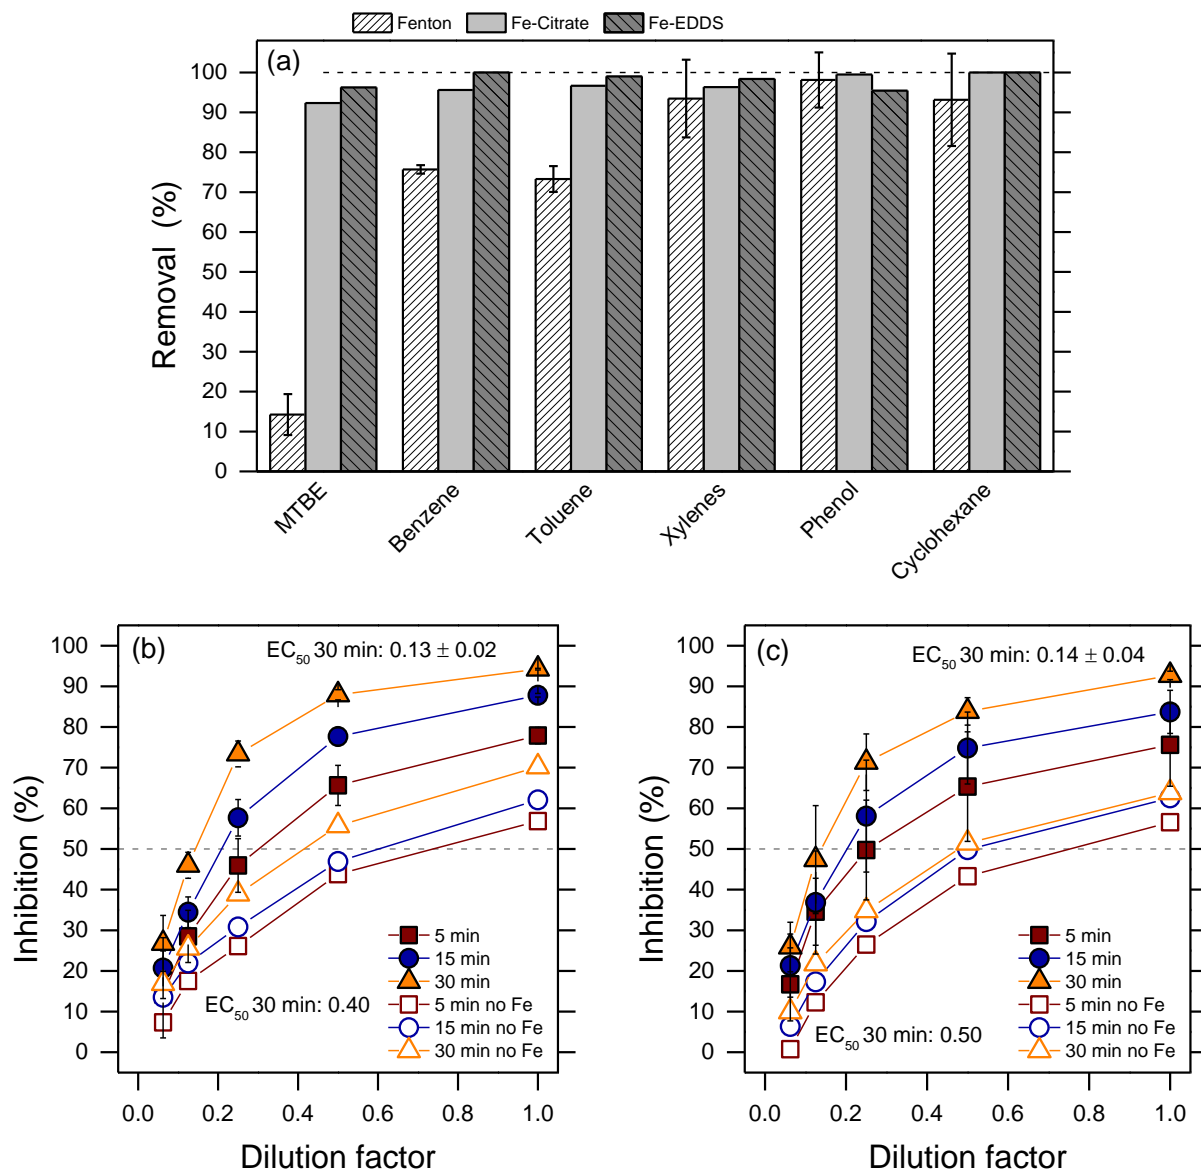 Fenton Fe-Citrate Fe-EDDS
(a)
Removal (%)
100
90
80
70
60
50
40
30
20
10
0
MTBE Benzene Toluene Xylenes Phenol Cyclohexane
(b)
EC50 30 min: 0.13 ± 0.02
Inhibition (%)
100
90
80
70
60
50
40
30
20
10
0
5 min
15 min
30 min
5 min no Fe
15 min no Fe
30 min no Fe
EC50 30 min: 0.40
0.0 0.2 0.4 0.6 0.8 1.0
Dilution factor
(c)
EC50 30 min: 0.14 ± 0.04
Inhibition (%)
100
90
80
70
60
50
40
30
20
10
0
5 min
15 min
30 min
5 min no Fe
15 min no Fe
30 min no Fe
EC50 30 min: 0.50
0.0 0.2 0.4 0.6 0.8 1.0
Dilution factor